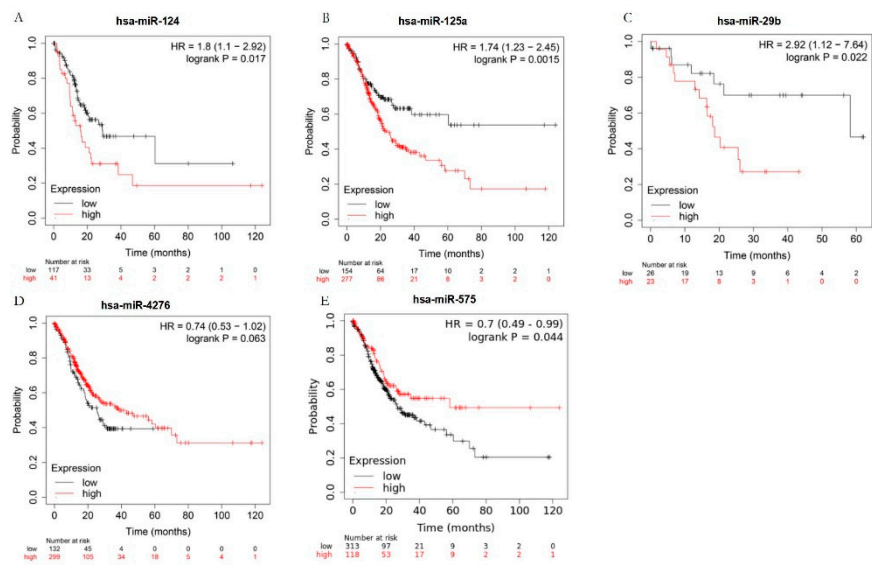 A
hsa-miR-124
HR = 1.8 (1.1 − 2.92)
logrank P = 0.017
Probability
1.0
0.8
0.6
0.4
0.2
0.0
Expression
low
high
0 20 40 60 80 100 120
Time (months)
Number at risk
low 117 33 5 3 2 1 0
high 41 13 4 2 2 2 1
B
hsa-miR-125a
HR = 1.74 (1.23 − 2.45)
logrank P = 0.0015
Probability
1.0
0.8
0.6
0.4
0.2
0.0
Expression
low
high
0 20 40 60 80 100 120
Time (months)
Number at risk
low 154 64 17 10 2 2 1
high 277 86 21 8 3 2 0
C
hsa-miR-29b
HR = 2.92 (1.12 − 7.64)
logrank P = 0.022
Probability
1.0
0.8
0.6
0.4
0.2
0.0
Expression
low
high
0 10 20 30 40 50 60
Time (months)
Number at risk
low 26 19 13 9 6 4 2
high 23 17 8 3 1 0 0
D
hsa-miR-4276
HR = 0.74 (0.53 − 1.02)
logrank P = 0.063
Probability
1.0
0.8
0.6
0.4
0.2
0.0
Expression
low
high
0 20 40 60 80 100 120
Time (months)
Number at risk
low 132 45 4 0 0 0 0
high 299 105 34 18 5 4 1
E
hsa-miR-575
HR = 0.7 (0.49 - 0.99)
logrank P = 0.044
Probability
1.0
0.8
0.6
0.4
0.2
0.0
Expression
low
high
0 20 40 60 80 100 120
Time (months)
Number at risk
low 313 97 21 9 3 2 0
high 118 53 17 9 2 2 1